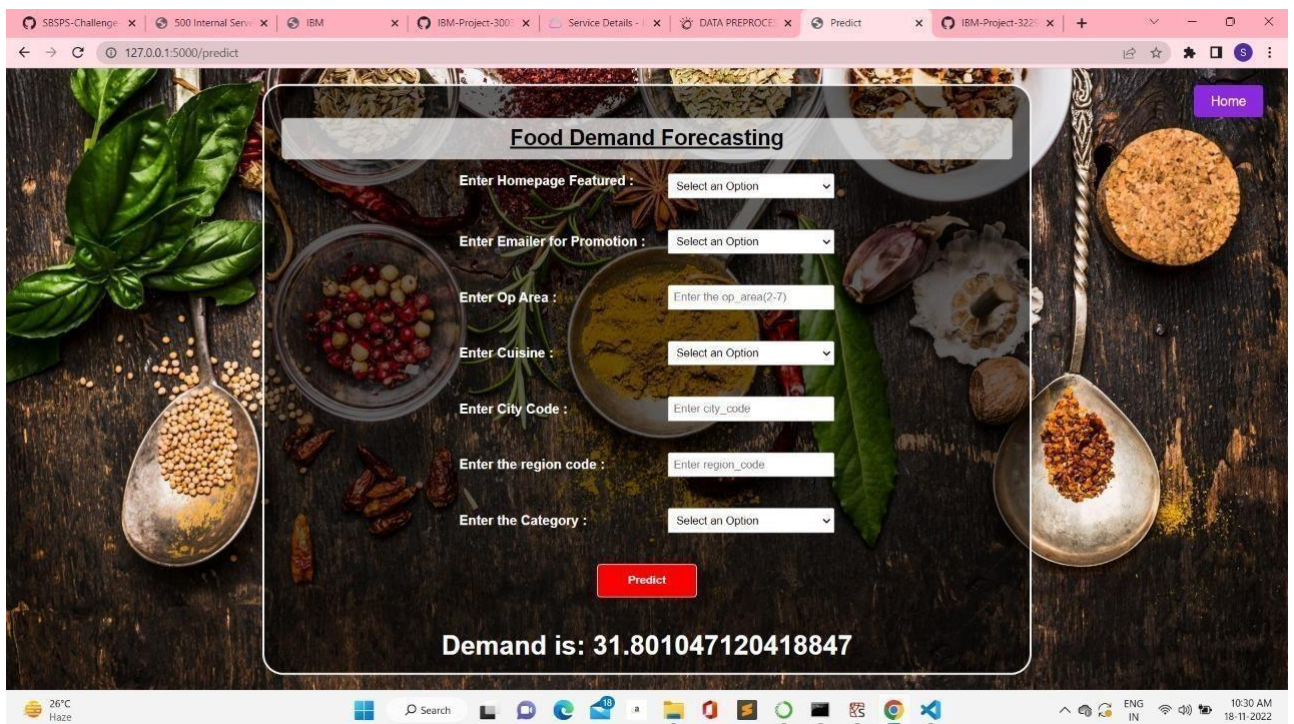 SBSPS-Challenge-
500 Internal Serve
IBM
IBM-Project-300
Service Details -
DATA PREPROCES
Predict
IBM-Project-322
127.0.0.1:5000/predict
S
Home
Food Demand Forecasting
Enter Homepage Featured :
Select an Option
Enter Emailer for Promotion :
Select an Option
Enter Op Area :
Enter the op_area(2-7)
Enter Cuisine :
Select an Option
Enter City Code :
Enter city_code
Enter the region code :
Enter region_code
Enter the Category :
Select an Option
Predict
Demand is: 31.801047120418847
26°C
Haze
Search
18
a
ENG
IN
10:30 AM
18-11-2022